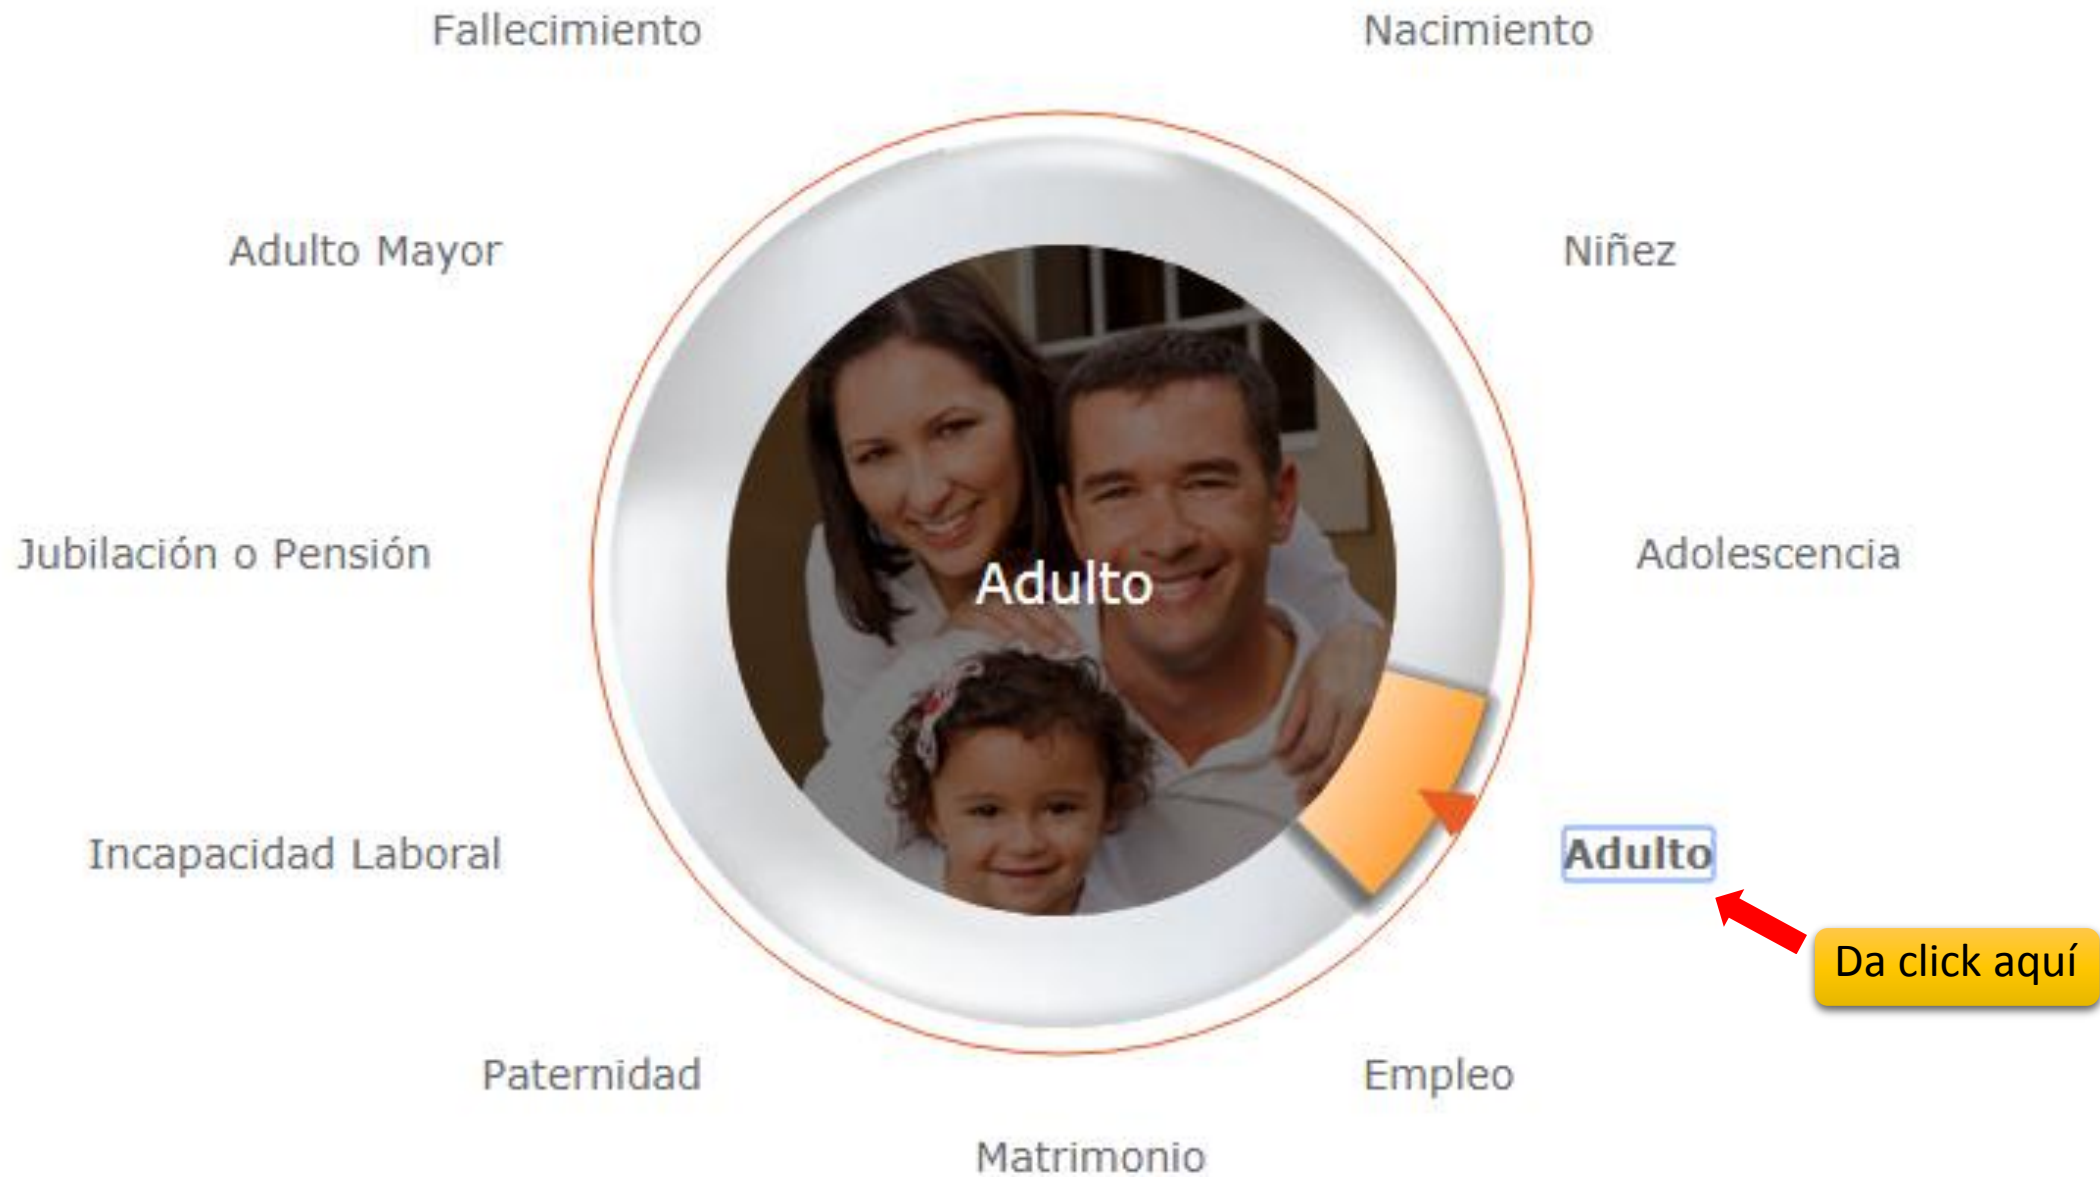 Fallecimiento
Nacimiento
Adulto Mayor
Niñez
Jubilación o Pensión
Adolescencia
Adulto
Incapacidad Laboral
Adulto
Da click aquí
Paternidad
Empleo
Matrimonio